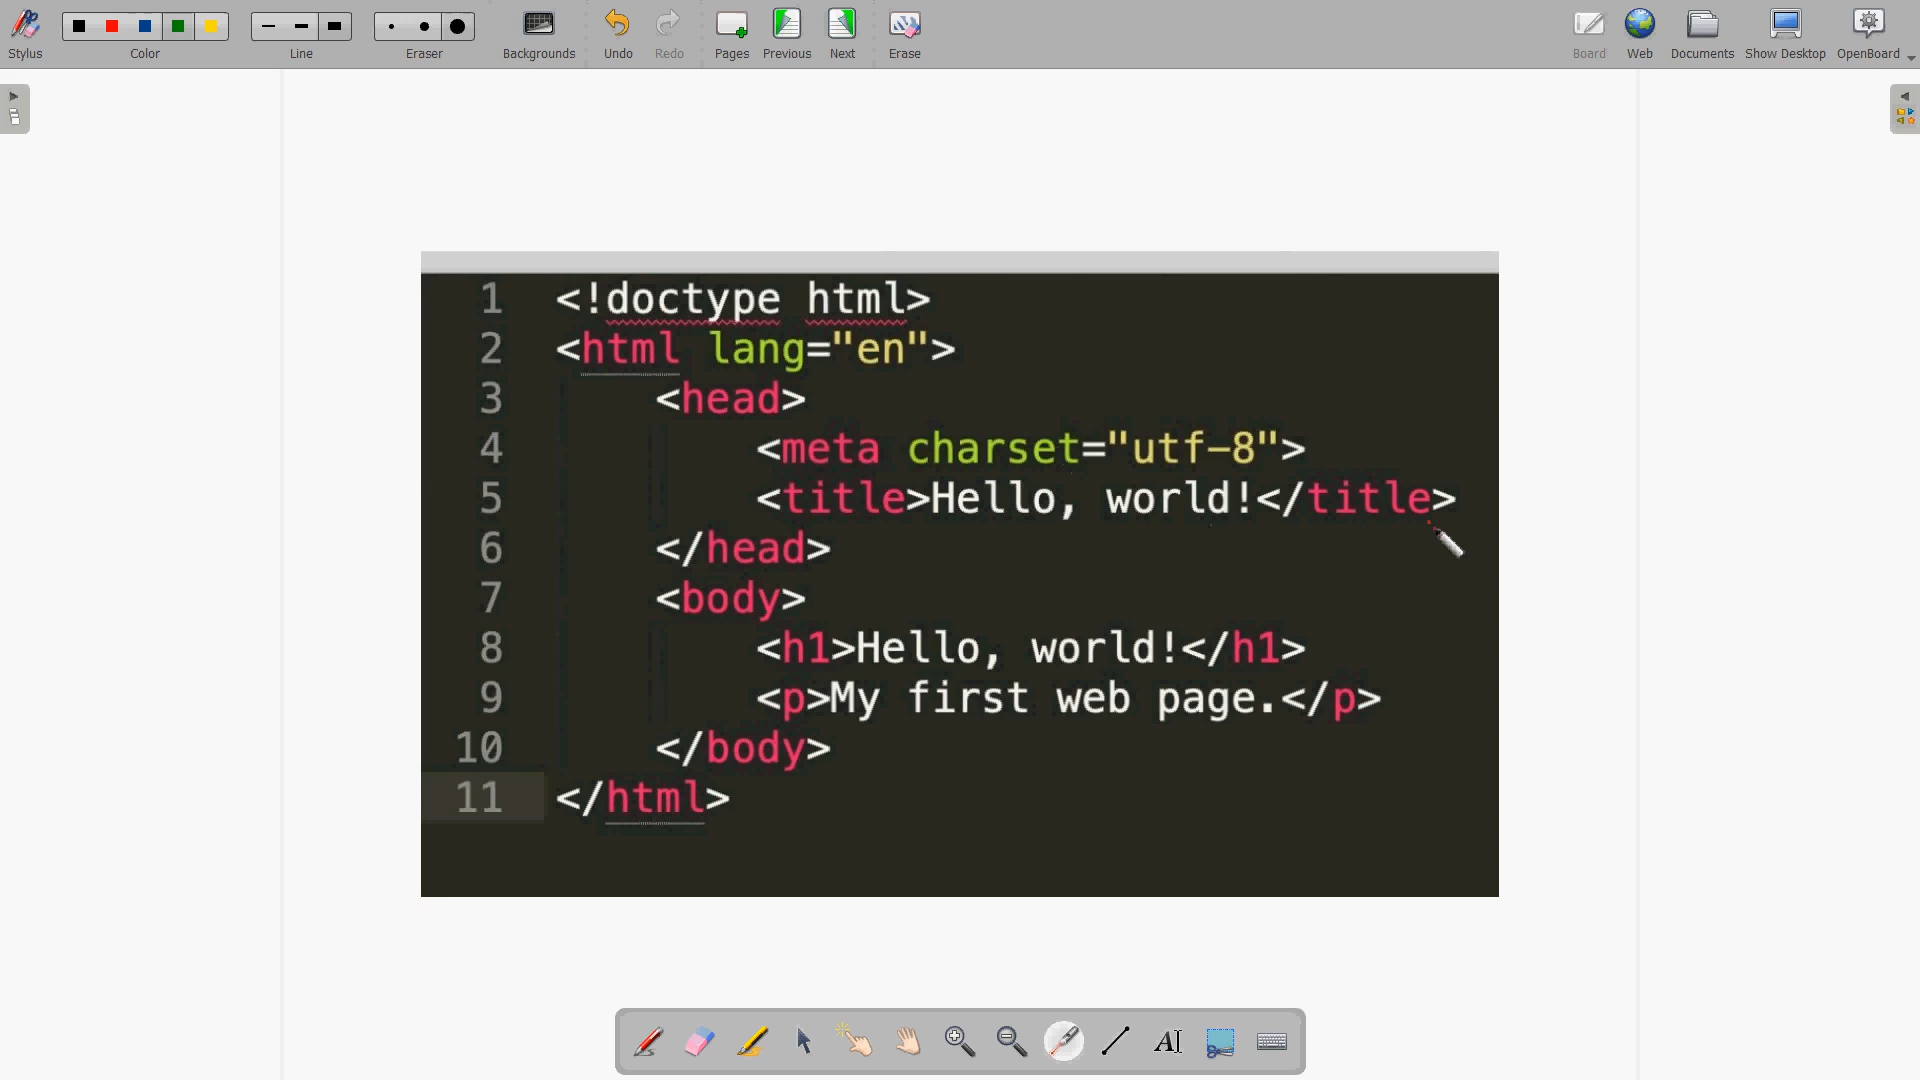 Stylus Color Line Eraser Backgrounds Undo Redo Pages Previous Next Erase Board Web Documents Show Desktop OpenBoard
1 <!doctype html>
2 <html lang="en">
3 <head>
4 <meta charset="utf-8">
5 <title>Hello, world!</title>
6 </head>
7 <body>
8 <h1>Hello, world!</h1>
9 <p>My first web page.</p>
10 </body>
11 </html>
AI